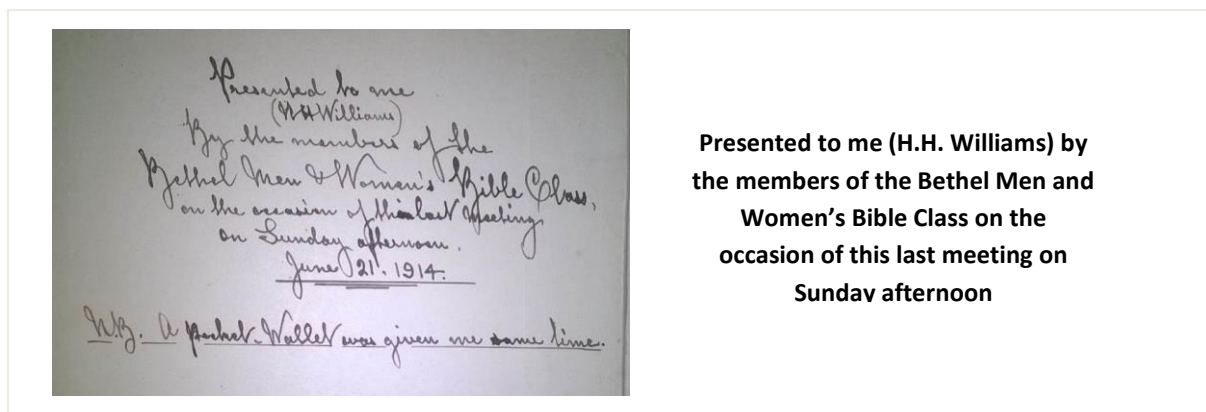 Presented to me
(HHWilliams)
By the members of the
Bethel Men & Women's Bible Class,
on the occasion of this last meeting
on Sunday afternoon.
June 21. 1914.
N.B. A pocket-Wallet was given me same time.
Presented to me (H.H. Williams) by
the members of the Bethel Men and
Women’s Bible Class on the
occasion of this last meeting on
Sunday afternoon